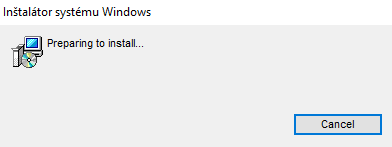 Inštalátor systému Windows
Preparing to install...
Cancel